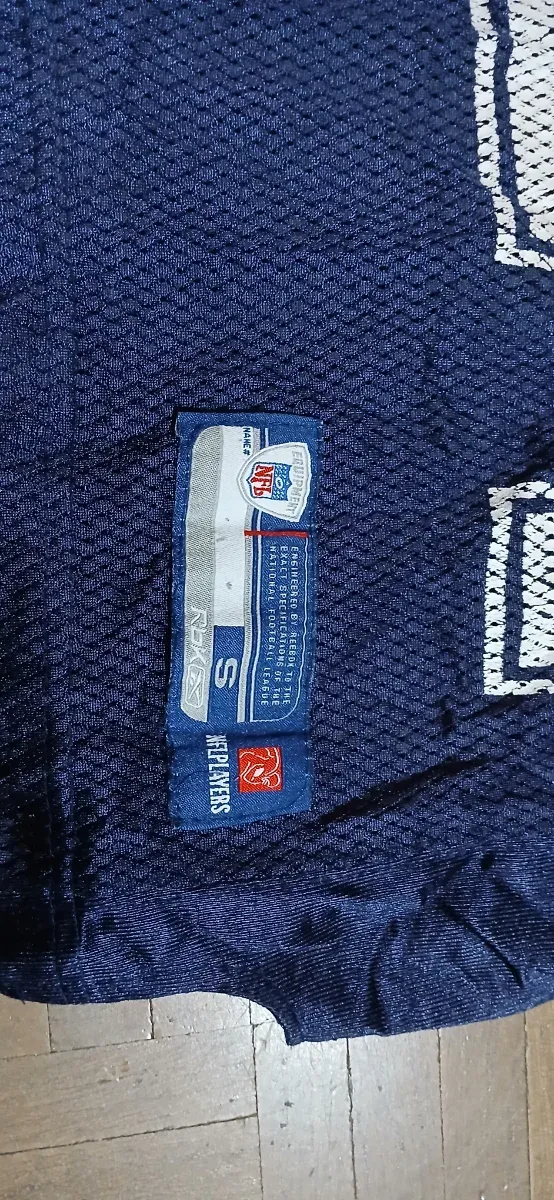 NAME #
EQUIPMENT
NFL
ENGINEERED BY REEBOK TO THE
EXACT SPECIFICATIONS OF THE
NATIONAL FOOTBALL LEAGUE
S
RBK
NFLPLAYERS